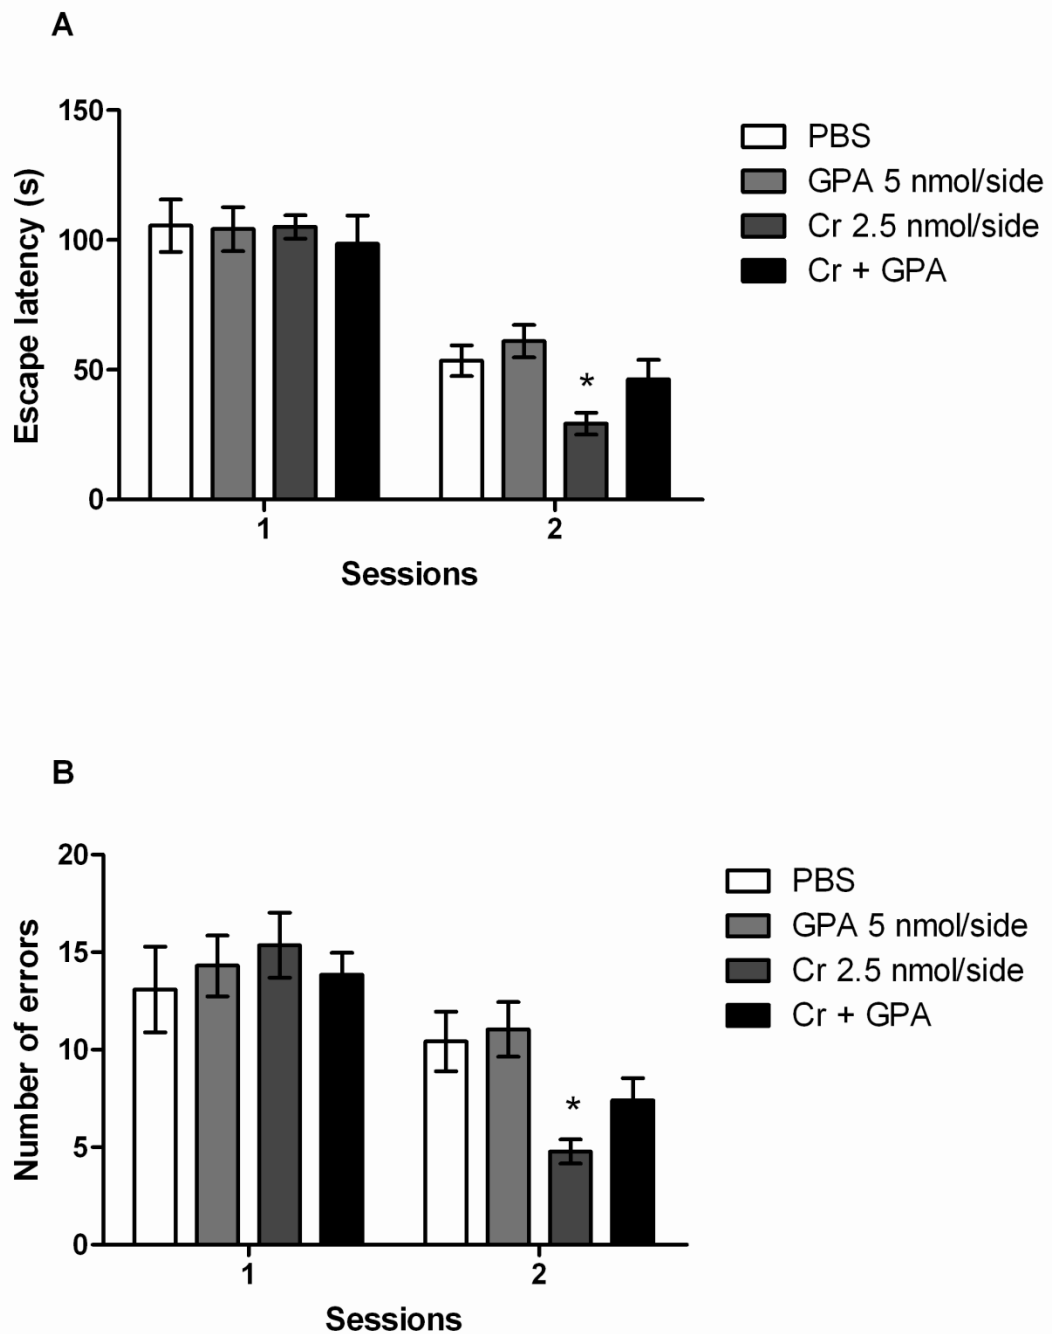 A
150
100
50
0
Escape latency (s)
1
2
Sessions
PBS
GPA 5 nmol/side
Cr 2.5 nmol/side
Cr + GPA
*
B
20
15
10
5
0
Number of errors
1
2
Sessions
PBS
GPA 5 nmol/side
Cr 2.5 nmol/side
Cr + GPA
*